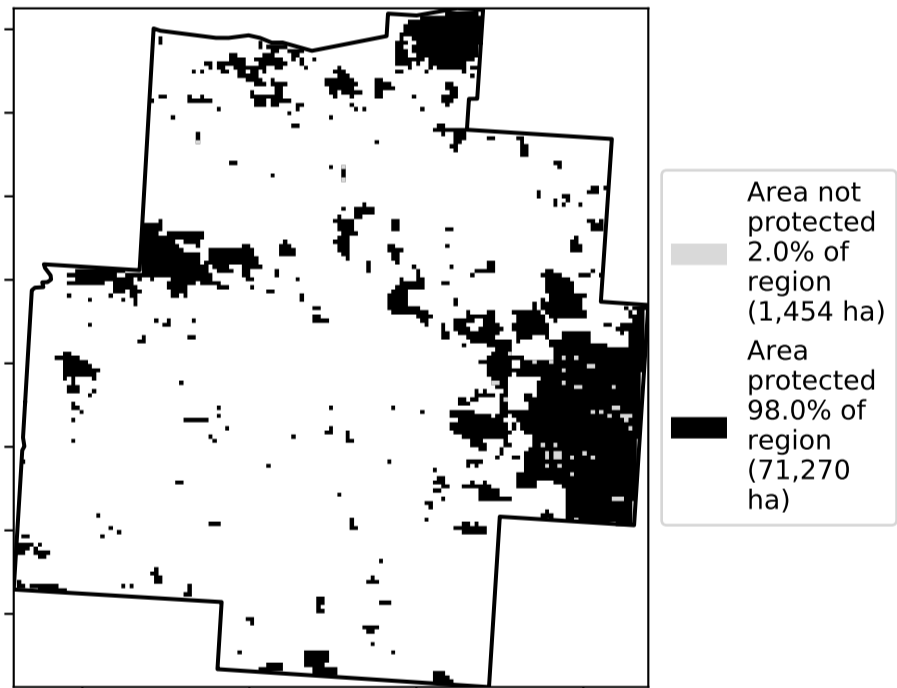 Area not
protected
2.0% of
region
(1,454 ha)
Area
protected
98.0% of
region
(71,270
ha)